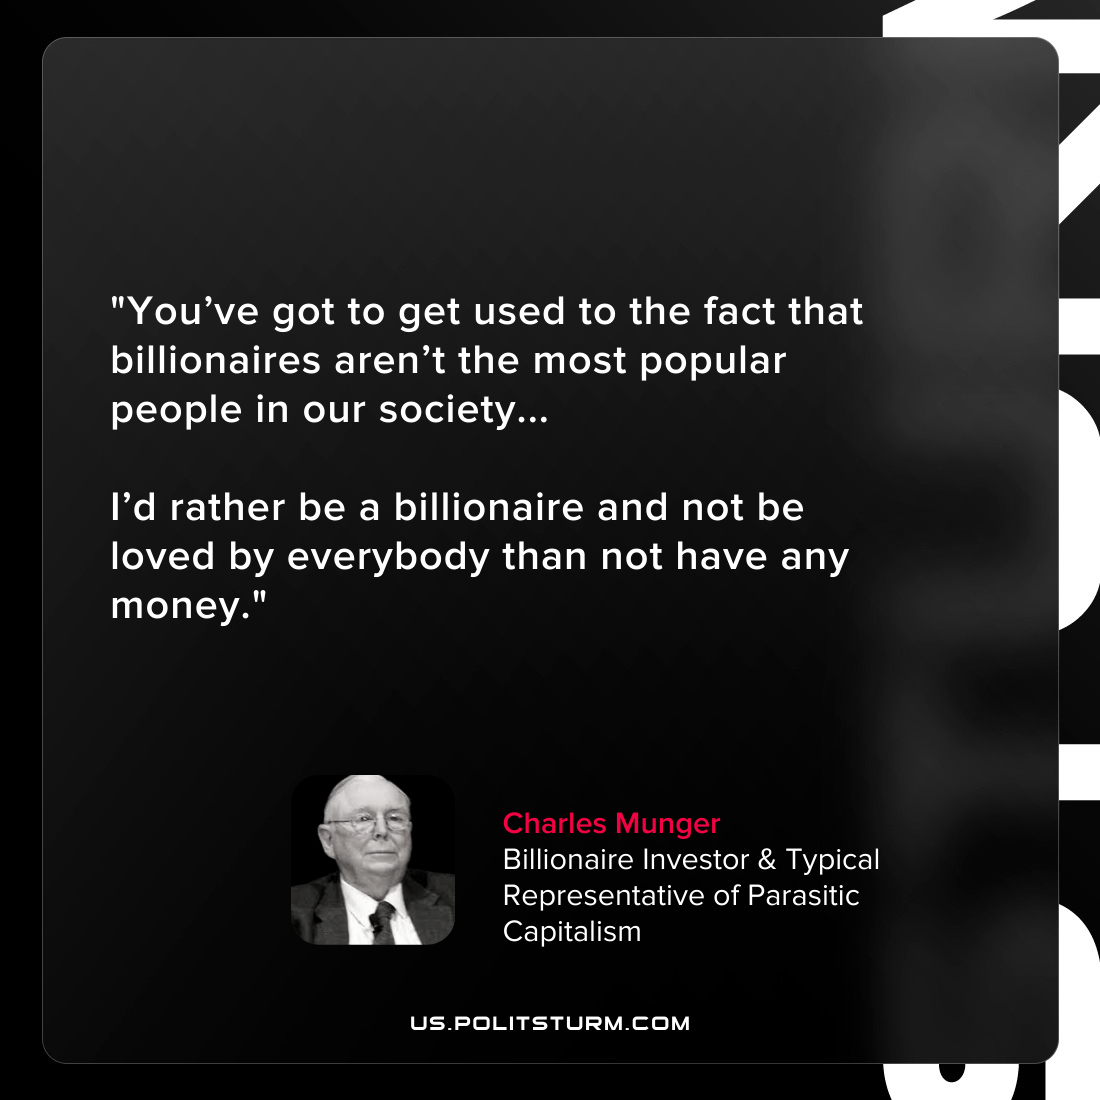 "You’ve got to get used to the fact that
billionaires aren’t the most popular
people in our society...
I’d rather be a billionaire and not be
loved by everybody than not have any
money."
Charles Munger
Billionaire Investor & Typical
Representative of Parasitic
Capitalism
US.POLITSTURM.COM